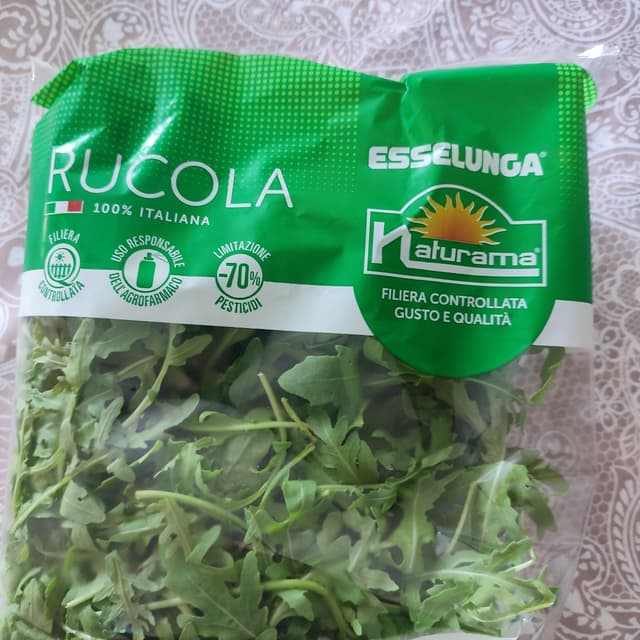 RUCOLA
100% ITALIANA
FILIERA
CONTROLLATA
USO RESPONSABILE
DELL'AGROFARMACO
LIMITAZIONE
-70%
PESTICIDI
ESSELUNGA®
Naturama®
FILIERA CONTROLLATA
GUSTO E QUALITÀ